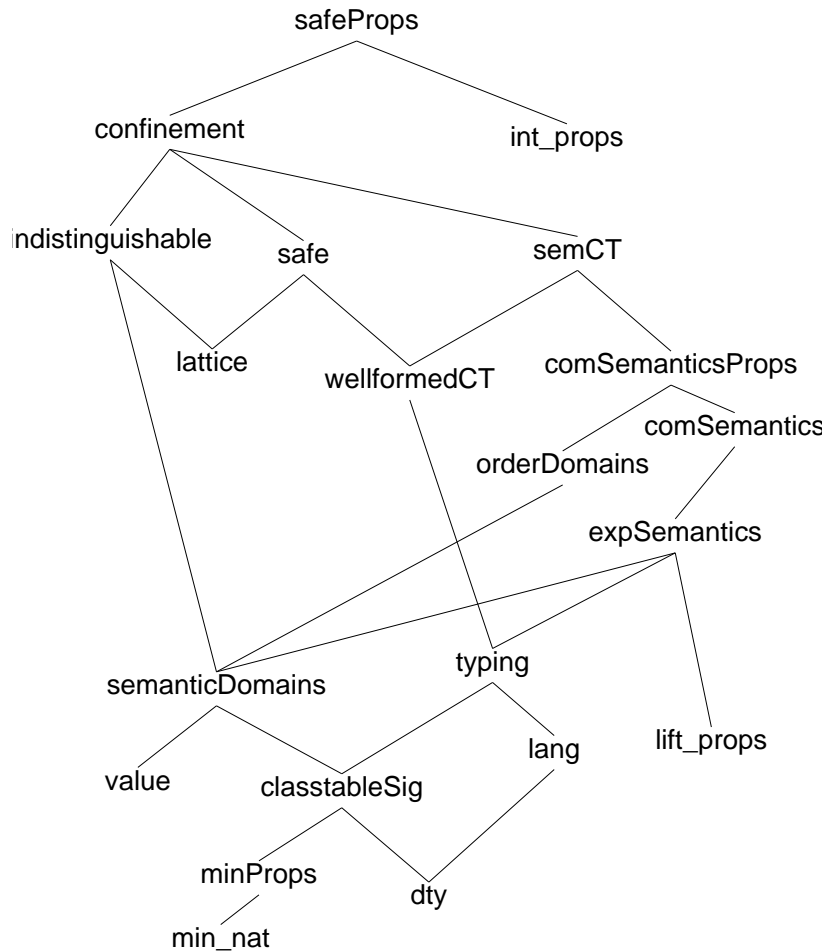 safeProps
confinement
int_props
indistinguishable
safe
semCT
lattice
wellformedCT
comSemanticsProps
comSemantics
orderDomains
expSemantics
typing
semanticDomains
lang
lift_props
value
classtableSig
minProps
dty
min_nat